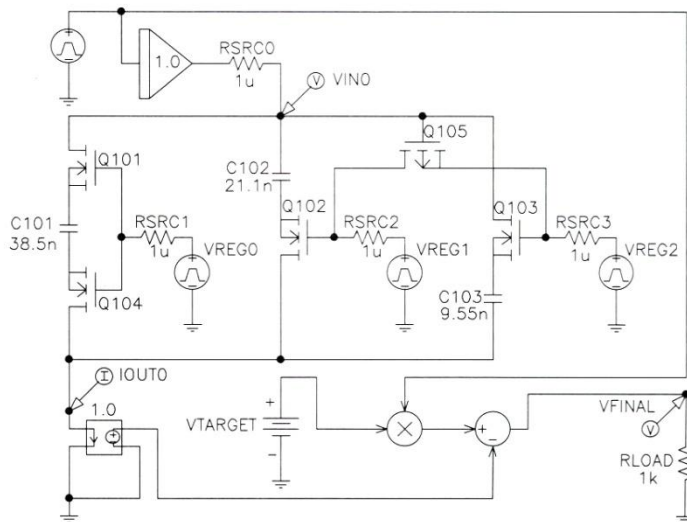 1.0
RSRC0
1u
V VIN0
Q101
Q105
C102
21.1n
C101
38.5n
Q102
Q103
RSRC1
1u
VREG0
RSRC2
1u
VREG1
RSRC3
1u
VREG2
Q104
C103
9.55n
I IOUT0
1.0
+
VTARGET
-
+
-
VFINAL
V
RLOAD
1k